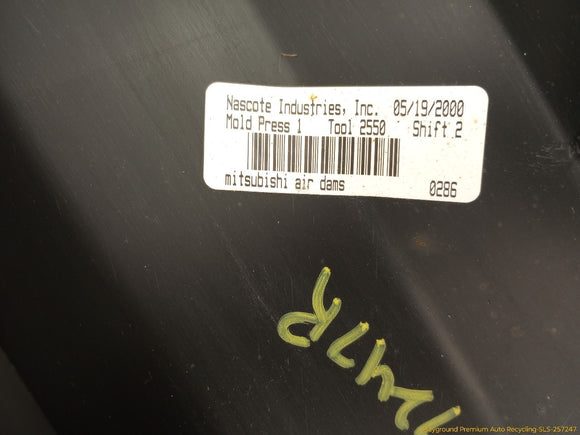 Nascote Industries, Inc. 05/19/2000
Mold Press 1 Tool 2550 Shift 2
mitsubishi air dams 0286
yground Premium Auto Recycling-SLS-257247